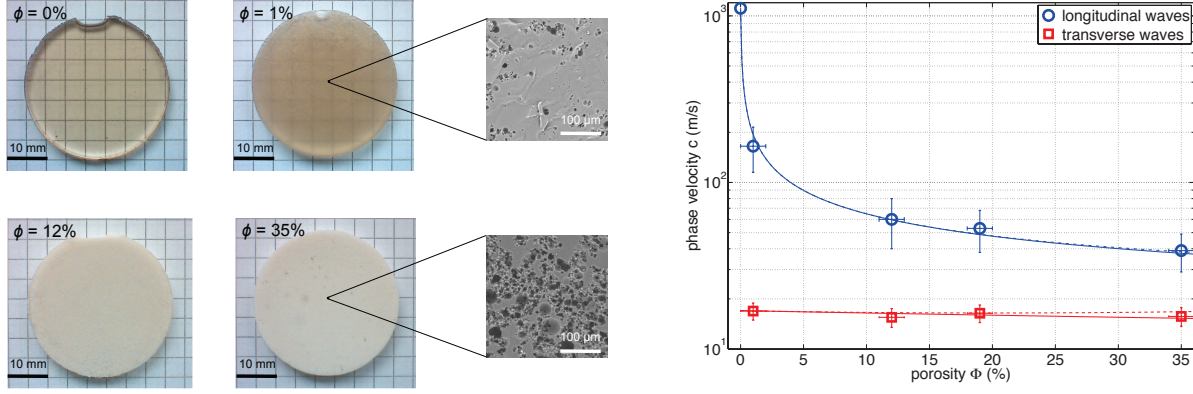 ϕ = 0%
10 mm
ϕ = 1%
10 mm
100 µm
ϕ = 12%
10 mm
ϕ = 35%
10 mm
100 µm
longitudinal waves
transverse waves
phase velocity c (m/s)
10³
10²
10¹
0 5 10 15 20 25 30 35
porosity Φ (%)